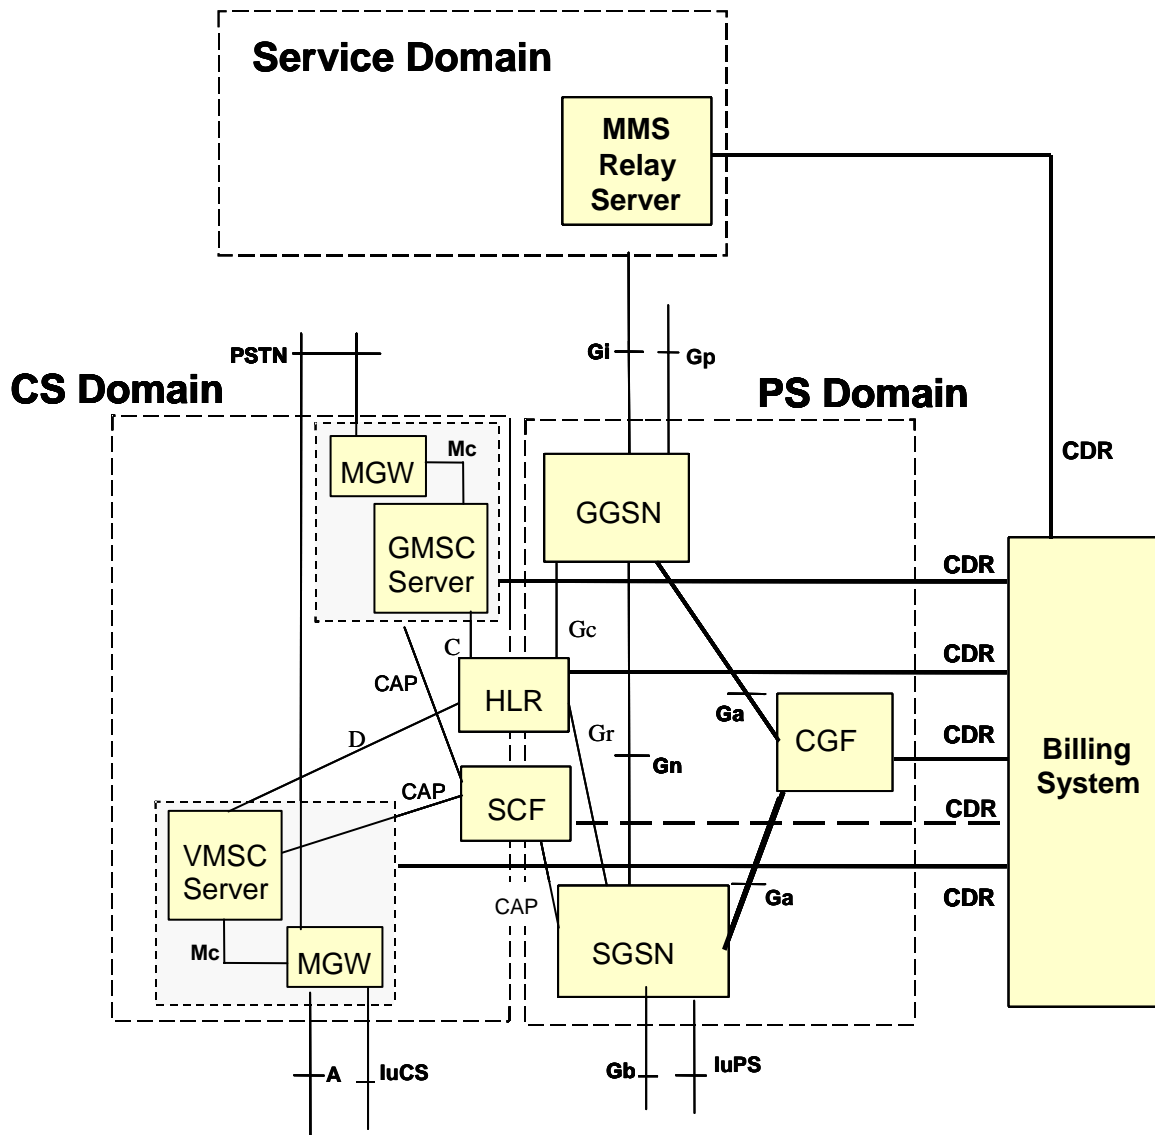 Service Domain
MMS
Relay
Server
PSTN
Gi
Gp
CS Domain
PS Domain
CDR
MGW
Mc
GGSN
GMSC
Server
CDR
C
Gc
CAP
CDR
HLR
Ga
CGF
D
Gr
Gn
CDR
Billing
System
CAP
SCF
CDR
VMSC
Server
CAP
Ga
CDR
Mc
MGW
SGSN
A
IuCS
Gb
IuPS